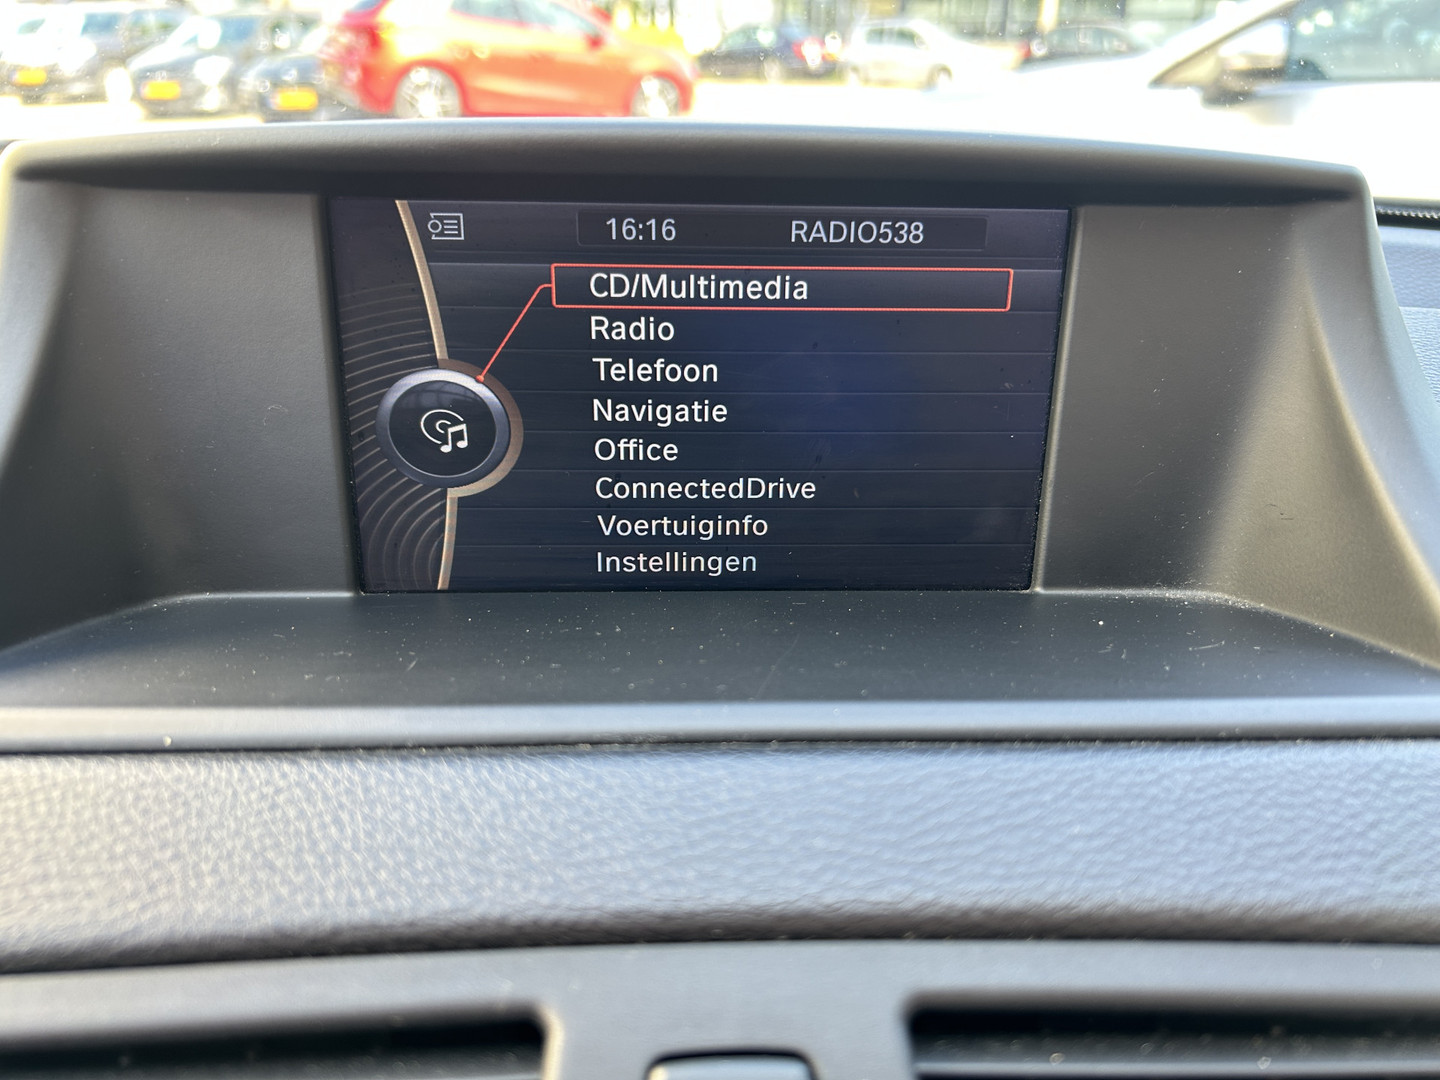 16:16 RADIO538
CD/Multimedia
Radio
Telefoon
Navigatie
Office
ConnectedDrive
Voertuiginfo
Instellingen